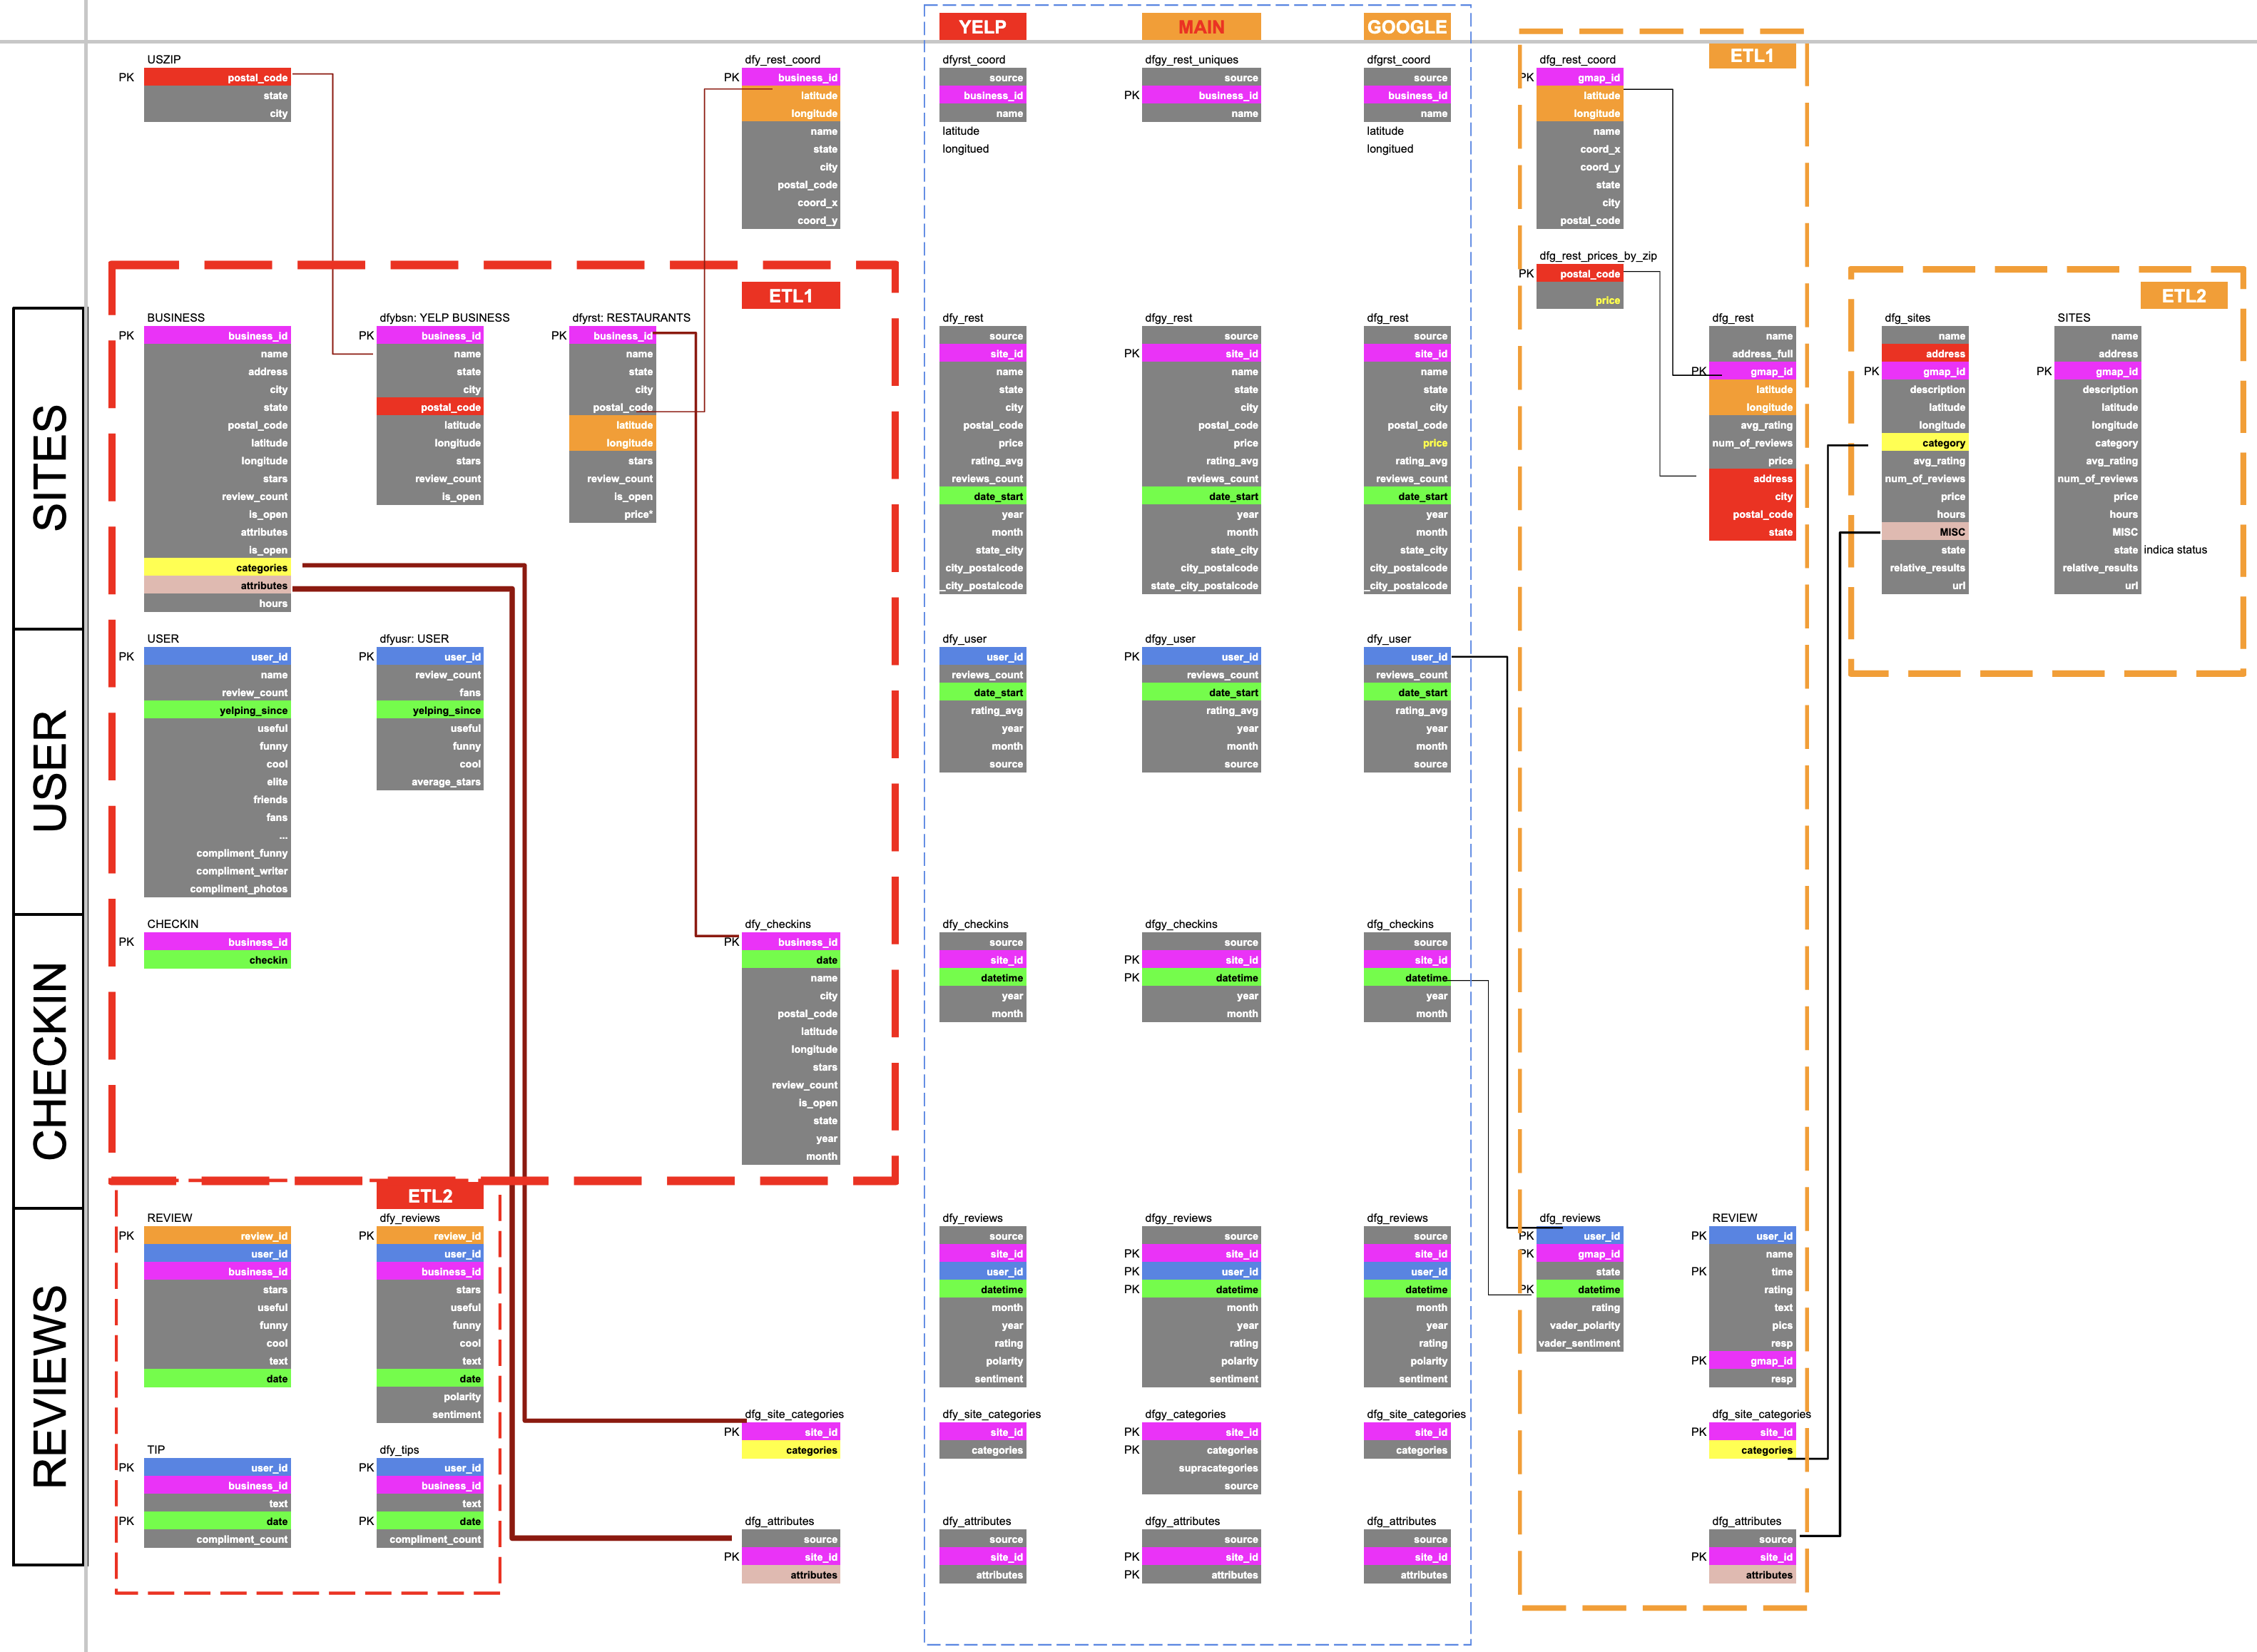 YELP
MAIN
GOOGLE
ETL1
USZIP
PK
postal_code
state
city
dfy_rest_coord
PK
business_id
latitude
longitude
name
state
city
postal_code
coord_x
coord_y
dfyrst_coord
source
business_id
name
latitude
longitued
dfgy_rest_uniques
source
PK
business_id
name
dfgrst_coord
source
business_id
name
latitude
longitued
dfg_rest_coord
PK
gmap_id
latitude
longitude
name
coord_x
coord_y
state
city
postal_code
dfg_rest_prices_by_zip
PK
postal_code
price
ETL1
ETL2
SITES
BUSINESS
PK
business_id
name
address
city
state
postal_code
latitude
longitude
stars
review_count
is_open
attributes
is_open
categories
attributes
hours
dfybsn: YELP BUSINESS
PK
business_id
name
state
city
postal_code
latitude
longitude
stars
review_count
is_open
dfyrst: RESTAURANTS
PK
business_id
name
state
city
postal_code
latitude
longitude
stars
review_count
is_open
price*
dfy_rest
source
site_id
name
state
city
postal_code
price
rating_avg
reviews_count
date_start
year
month
state_city
city_postalcode
_city_postalcode
dfgy_rest
source
PK
site_id
name
state
city
postal_code
price
rating_avg
reviews_count
date_start
year
month
state_city
city_postalcode
state_city_postalcode
dfg_rest
source
site_id
name
state
city
postal_code
price
rating_avg
reviews_count
date_start
year
month
state_city
city_postalcode
_city_postalcode
dfg_rest
name
address_full
PK
gmap_id
latitude
longitude
avg_rating
num_of_reviews
price
address
city
postal_code
state
dfg_sites
name
address
PK
gmap_id
description
latitude
longitude
category
avg_rating
num_of_reviews
price
hours
MISC
state
relative_results
url
SITES
name
address
PK
gmap_id
description
latitude
longitude
category
avg_rating
num_of_reviews
price
hours
MISC
state indica status
relative_results
url
USER
USER
PK
user_id
name
review_count
yelping_since
useful
funny
cool
elite
friends
fans
...
compliment_funny
compliment_writer
compliment_photos
dfyusr: USER
PK
user_id
review_count
fans
yelping_since
useful
funny
cool
average_stars
dfy_user
user_id
reviews_count
date_start
rating_avg
year
month
source
dfgy_user
PK
user_id
reviews_count
date_start
rating_avg
year
month
source
dfy_user
user_id
reviews_count
date_start
rating_avg
year
month
source
CHECKIN
CHECKIN
PK
business_id
checkin
dfy_checkins
PK
business_id
date
name
city
postal_code
latitude
longitude
stars
review_count
is_open
state
year
month
dfy_checkins
source
site_id
datetime
year
month
dfgy_checkins
source
PK
site_id
PK
datetime
year
month
dfg_checkins
source
site_id
datetime
year
month
ETL2
REVIEWS
REVIEW
PK
review_id
user_id
business_id
stars
useful
funny
cool
text
date
dfy_reviews
PK
review_id
user_id
business_id
stars
useful
funny
cool
text
date
polarity
sentiment
dfy_reviews
source
site_id
user_id
datetime
month
year
rating
polarity
sentiment
dfgy_reviews
source
PK
site_id
PK
user_id
PK
datetime
month
year
rating
polarity
sentiment
dfg_reviews
source
site_id
user_id
datetime
month
year
rating
polarity
sentiment
dfg_reviews
PK
user_id
PK
gmap_id
state
PK
datetime
rating
vader_polarity
vader_sentiment
REVIEW
PK
user_id
name
PK
time
rating
text
pics
resp
PK
gmap_id
resp
TIP
PK
user_id
business_id
text
PK
date
compliment_count
dfy_tips
PK
user_id
business_id
text
PK
date
compliment_count
dfg_site_categories
PK
site_id
categories
dfy_site_categories
site_id
categories
dfgy_categories
PK
site_id
PK
categories
supracategories
source
dfg_site_categories
site_id
categories
dfg_site_categories
PK
site_id
categories
dfg_attributes
source
PK
site_id
attributes
dfy_attributes
source
site_id
attributes
dfgy_attributes
source
PK
site_id
PK
attributes
dfg_attributes
source
site_id
attributes
dfg_attributes
source
PK
site_id
attributes